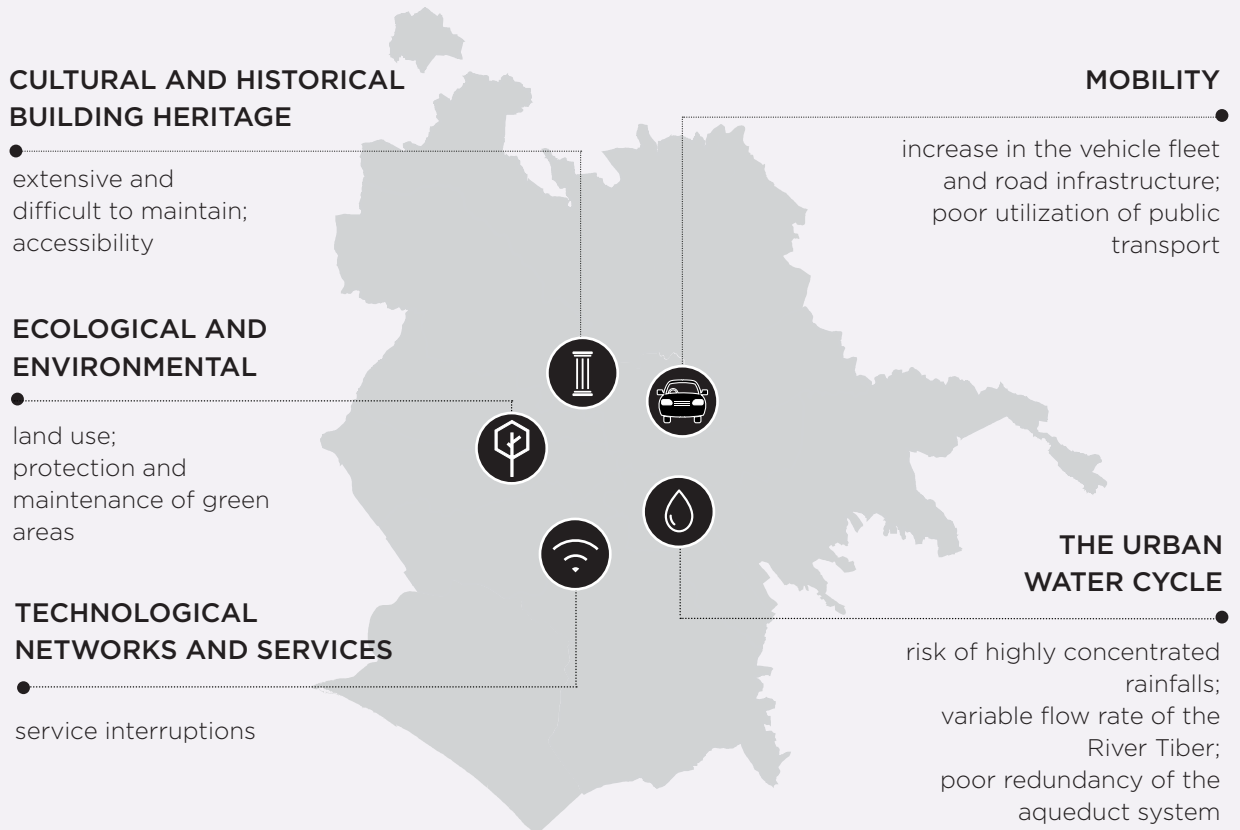 CULTURAL AND HISTORICAL
BUILDING HERITAGE
extensive and
difficult to maintain;
accessibility
ECOLOGICAL AND
ENVIRONMENTAL
land use;
protection and
maintenance of green
areas
TECHNOLOGICAL
NETWORKS AND SERVICES
service interruptions
MOBILITY
increase in the vehicle fleet
and road infrastructure;
poor utilization of public
transport
THE URBAN
WATER CYCLE
risk of highly concentrated
rainfalls;
variable flow rate of the
River Tiber;
poor redundancy of the
aqueduct system